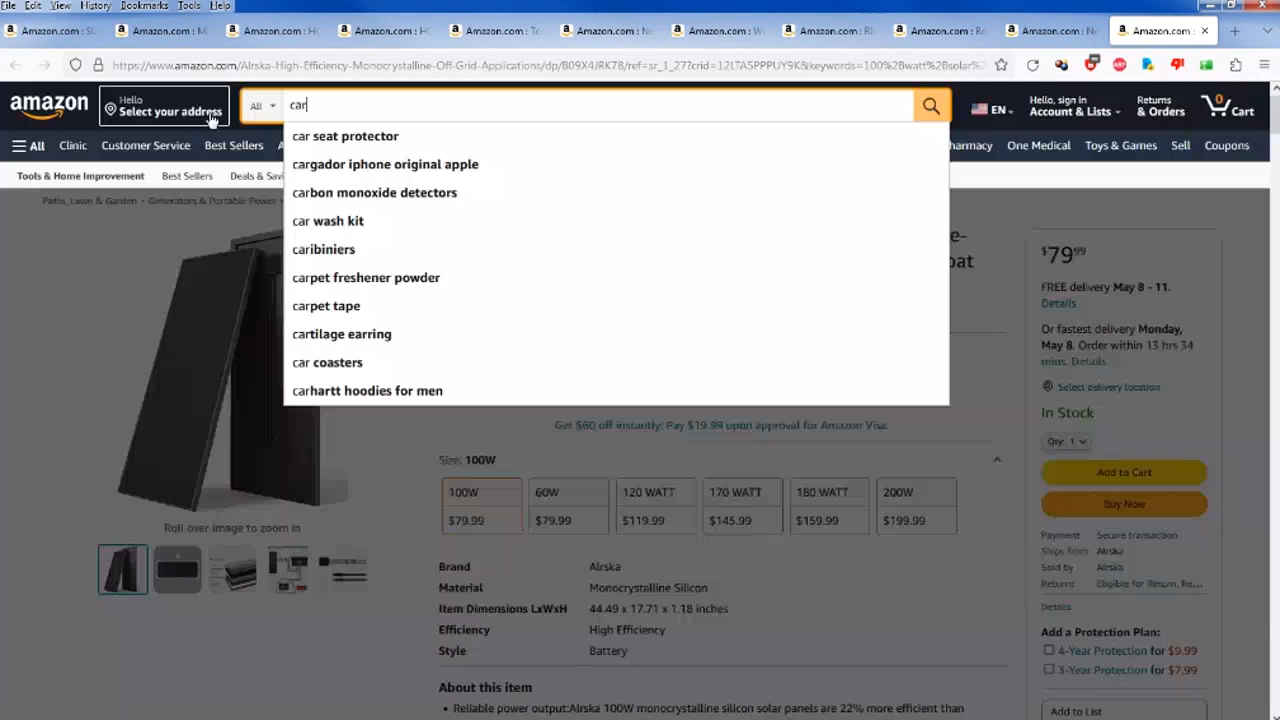 File Edit View History Bookmarks Tools Help
Amazon.com : Amazon.com : Amazon.com : Amazon.com : Amazon.com : Amazon.com : Amazon.com : Amazon.com : Amazon.com : Amazon.com : Amazon.com :
https://www.amazon.com/Alrska-High-Efficiency-Monocrystalline-Off-Grid-Applications/dp/B09X4JRK78/ref=sr_1_27?crid=12LTA5PPPUY9K&keywords=100%2Bwatt%2Bsolar%
amazon
Hello
Select your address
All
car
EN
Hello, sign in
Account & Lists
Returns
& Orders
0
Cart
All Clinic Customer Service Best Sellers
harmacy One Medical Toys & Games Sell Coupons
Tools & Home Improvement Best Sellers Deals & Savi
Patio, Lawn & Garden › Generators & Portable Power ›
car seat protector
cargador iphone original apple
carbon monoxide detectors
car wash kit
caribiniers
carpet freshener powder
carpet tape
cartilage earring
car coasters
carhartt hoodies for men
e-
oat
Get $60 off instantly: Pay $19.99 upon approval for Amazon Visa.
Roll over image to zoom in
Size: 100W
100W 60W 120 WATT 170 WATT 180 WATT 200W
$79.99 $79.99 $119.99 $145.99 $159.99 $199.99
Brand Alrska
Material Monocrystalline Silicon
Item Dimensions LxWxH 44.49 x 17.71 x 1.18 inches
Efficiency High Efficiency
Style Battery
About this item
• Reliable power output:Alrska 100W monocrystalline silicon solar panels are 22% more efficient than
$79.99
FREE delivery May 8 - 11.
Details
Or fastest delivery Monday,
May 8. Order within 13 hrs 34
mins. Details
Select delivery location
In Stock
Qty: 1
Add to Cart
Buy Now
Payment Secure transaction
Ships from Alrska
Sold by Alrska
Returns Eligible for Return, Re...
Details
Add a Protection Plan:
4-Year Protection for $9.99
3-Year Protection for $7.99
Add to List